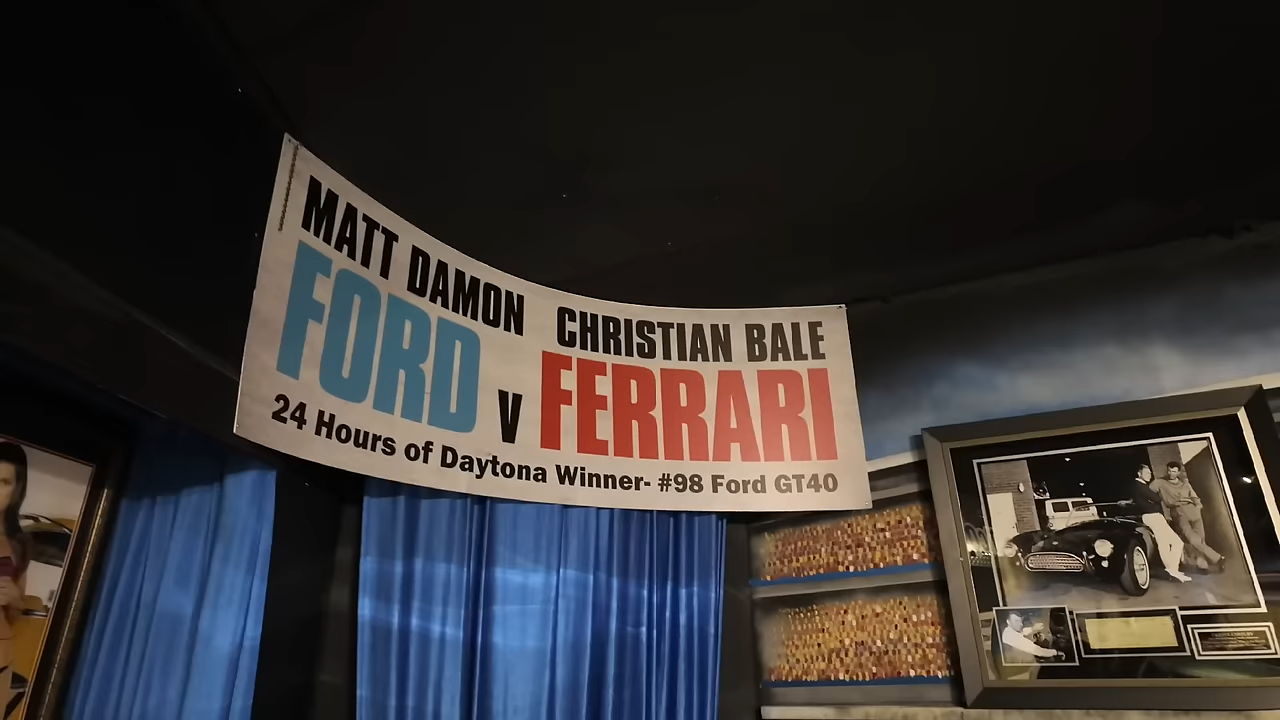 MATT DAMON CHRISTIAN BALE
FORD v FERRARI
24 Hours of Daytona Winner- #98 Ford GT40